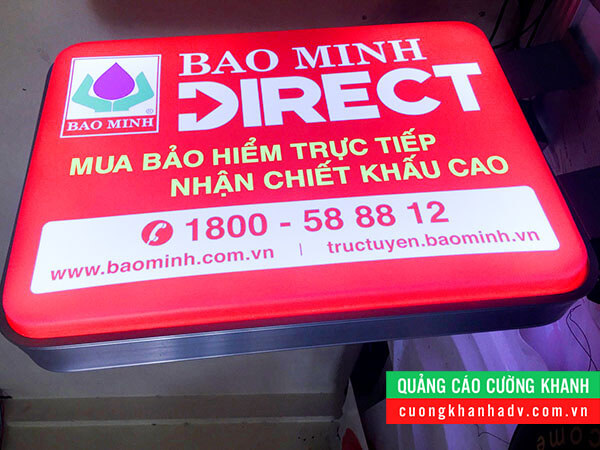 BAO MINH
DIRECT
BAO MINH
®
MUA BẢO HIỂM TRỰC TIẾP
NHẬN CHIẾT KHẤU CAO
1800 - 58 88 12
www.baominh.com.vn | tructuyen.baominh.vn
QUẢNG CÁO CƯỜNG KHANH
cuongkhanhadv.com.vn
come